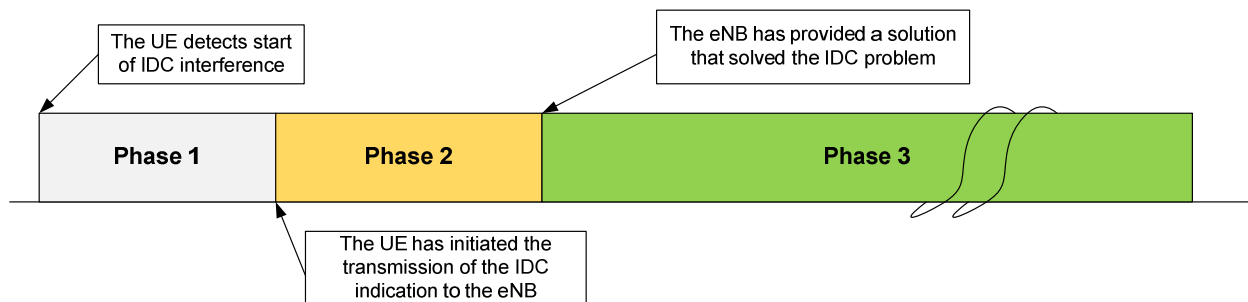 The UE detects start
of IDC interference
The eNB has provided a solution
that solved the IDC problem
Phase 1
Phase 2
Phase 3
The UE has initiated the
transmission of the IDC
indication to the eNB